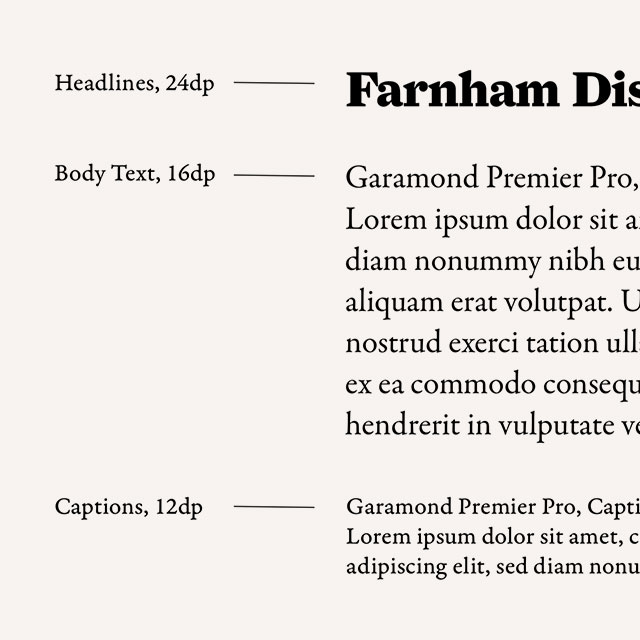 Headlines, 24dp
Farnham Dis
Body Text, 16dp
Garamond Premier Pro,
Lorem ipsum dolor sit a
diam nonummy nibh eu
aliquam erat volutpat. U
nostrud exerci tation ull
ex ea commodo consequ
hendrerit in vulputate ve
Captions, 12dp
Garamond Premier Pro, Capti
Lorem ipsum dolor sit amet, c
adipiscing elit, sed diam nonu